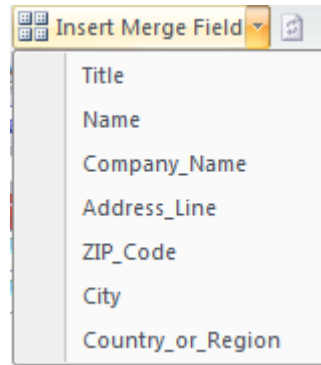 Insert Merge Field
Title
Name
Company_Name
Address_Line
ZIP_Code
City
Country_or_Region